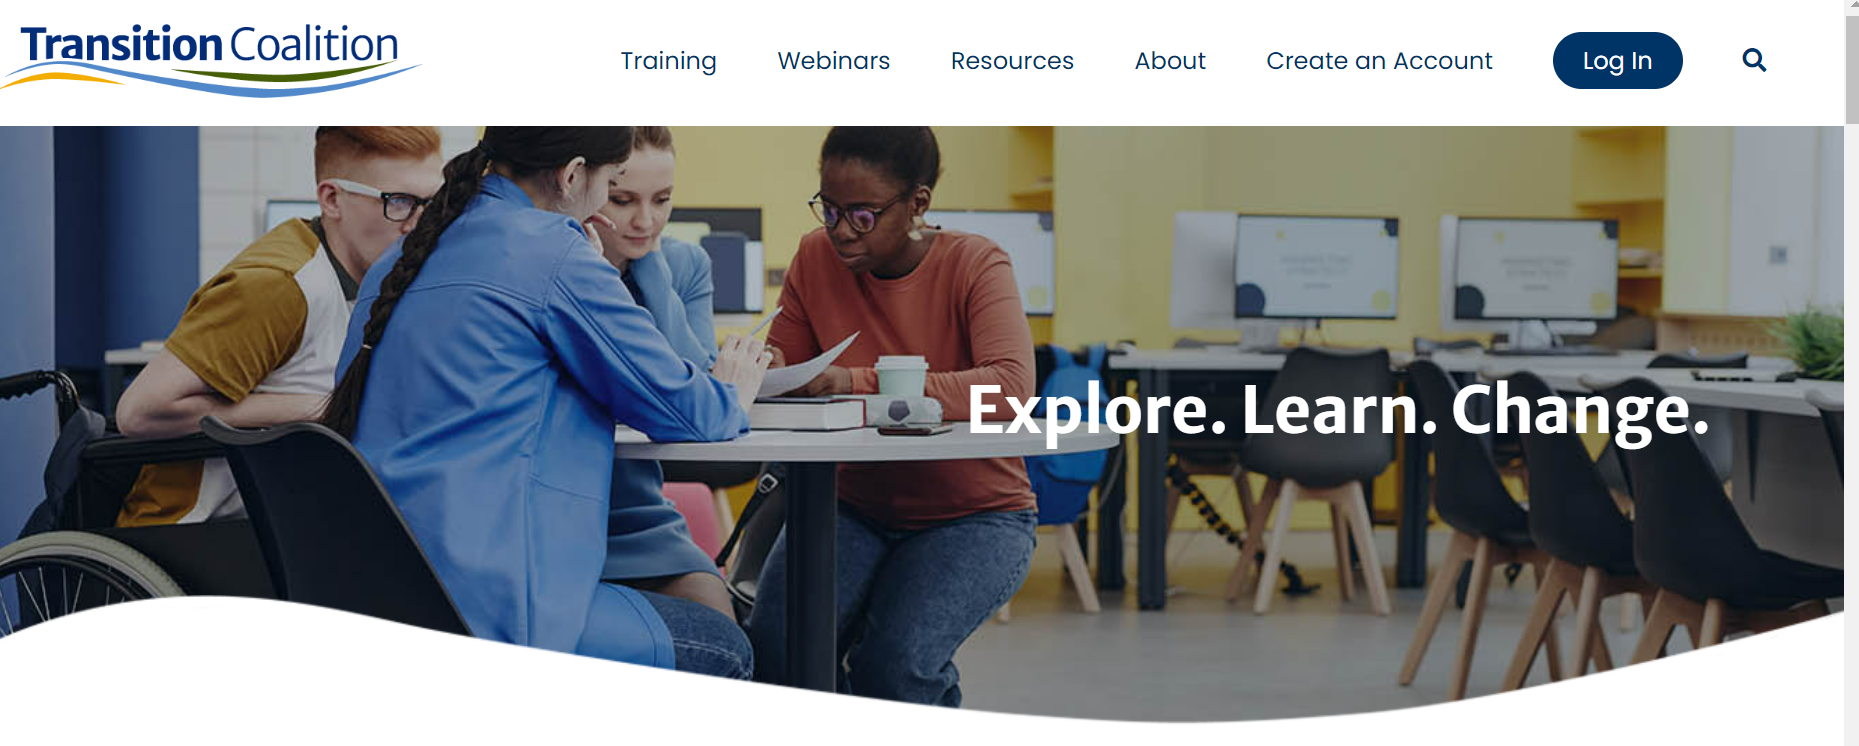 Transition Coalition
Training Webinars Resources About Create an Account Log In
Explore. Learn. Change.